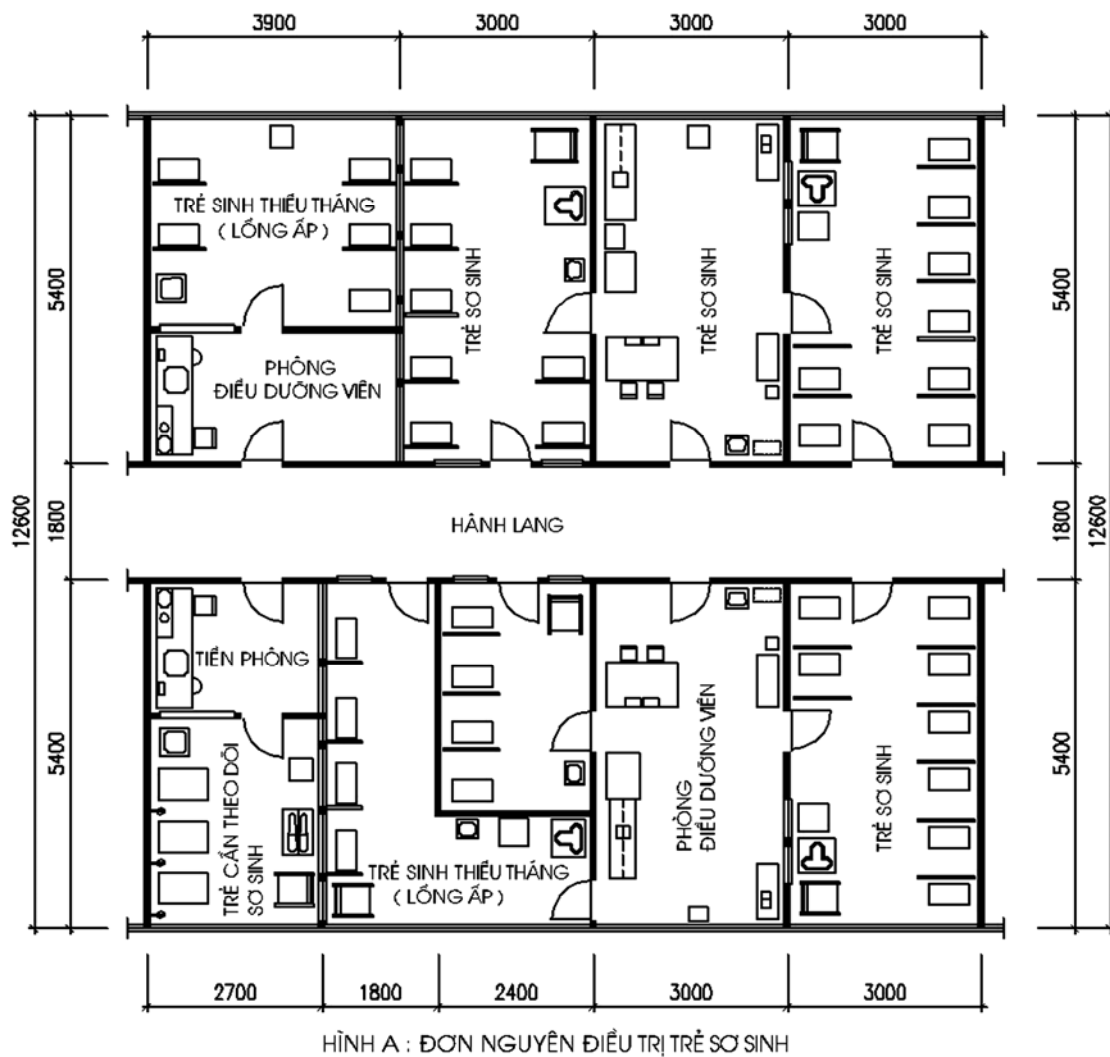 3900 3000 3000 3000
TRẺ SINH THIẾU THÁNG
( LỒNG ẤP )
PHÒNG
ĐIỀU DƯỠNG VIÊN
TRẺ SƠ SINH
TRẺ SƠ SINH
TRẺ SƠ SINH
5400
1800
5400
12600
5400
1800
5400
12600
HÀNH LANG
TIỀN PHÒNG
TRẺ CẦN THEO DÕI
SƠ SINH
TRẺ SINH THIẾU THÁNG
( LỒNG ẤP )
PHÒNG
ĐIỀU DƯỠNG VIÊN
TRẺ SƠ SINH
2700 1800 2400 3000 3000
HÌNH A : ĐƠN NGUYÊN ĐIỀU TRỊ TRẺ SƠ SINH